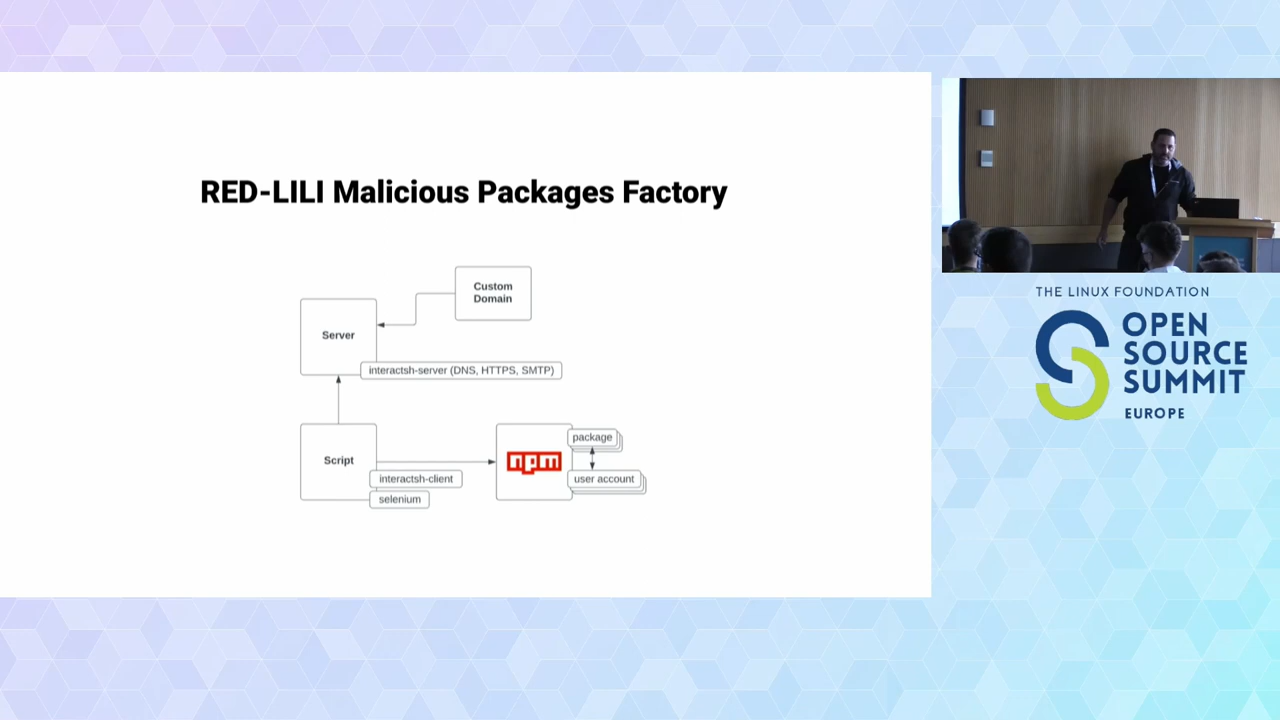 RED-LILI Malicious Packages Factory
Custom
Domain
Server
interactsh-server (DNS, HTTPS, SMTP)
Script
interactsh-client
selenium
npm
package
user account
THE LINUX FOUNDATION
OPEN
SOURCE
SUMMIT
EUROPE